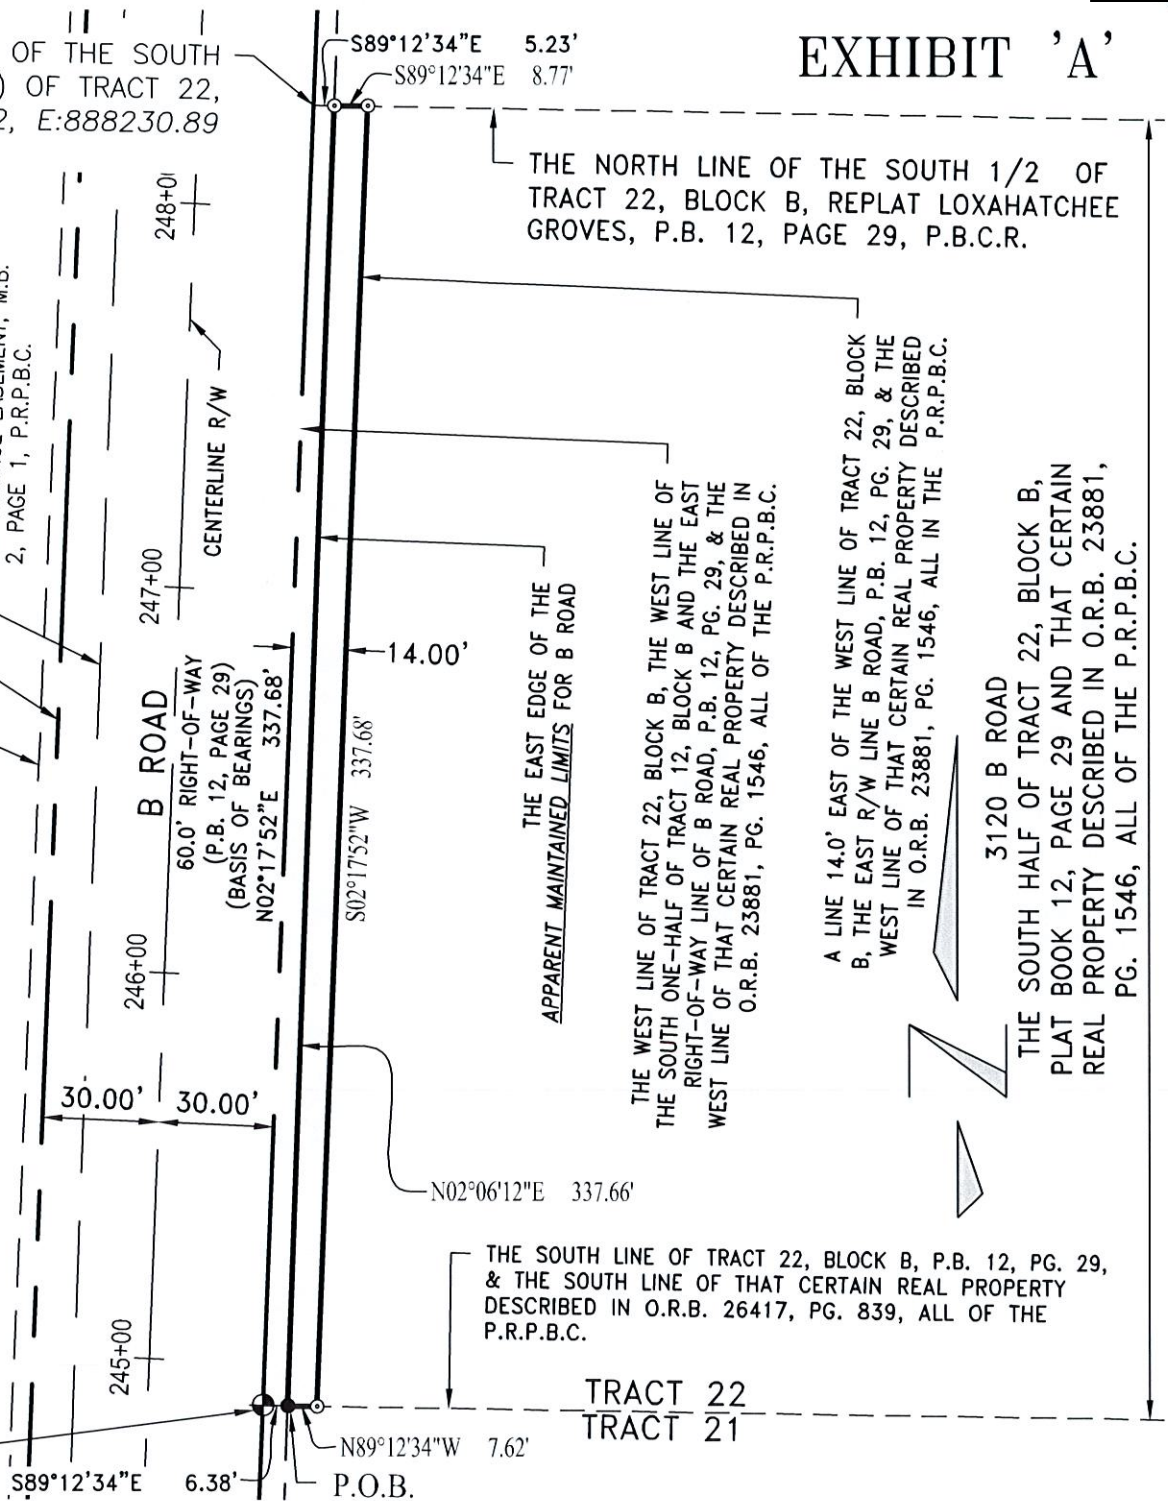 EXHIBIT 'A'
OF THE SOUTH
) OF TRACT 22,
2, E:888230.89
S89°12'34"E 5.23'
S89°12'34"E 8.77'
THE NORTH LINE OF THE SOUTH 1/2 OF
TRACT 22, BLOCK B, REPLAT LOXAHATCHEE
GROVES, P.B. 12, PAGE 29, P.B.C.R.
248+0
2, PAGE 1, P.R.P.B.C.
CENTERLINE R/W
247+00
B ROAD
60.0' RIGHT-OF-WAY
(P.B. 12, PAGE 29)
(BASIS OF BEARINGS)
N02°17'52"E 337.68'
14.00'
S02°17'52"W 337.68'
THE EAST EDGE OF THE
APPARENT MAINTAINED LIMITS FOR B ROAD
THE WEST LINE OF TRACT 22, BLOCK B, THE WEST LINE OF
THE SOUTH ONE-HALF OF TRACT 12, BLOCK B AND THE EAST
RIGHT-OF-WAY LINE OF B ROAD, P.B. 12, PG. 29, & THE
WEST LINE OF THAT CERTAIN REAL PROPERTY DESCRIBED IN
O.R.B. 23881, PG. 1546, ALL OF THE P.R.P.B.C.
A LINE 14.0' EAST OF THE WEST LINE OF TRACT 22, BLOCK
B, THE EAST R/W LINE B ROAD, P.B. 12, PG. 29, & THE
WEST LINE OF THAT CERTAIN REAL PROPERTY DESCRIBED
IN O.R.B. 23881, PG. 1546, ALL IN THE P.R.P.B.C.
3120 B ROAD
THE SOUTH HALF OF TRACT 22, BLOCK B,
PLAT BOOK 12, PAGE 29 AND THAT CERTAIN
REAL PROPERTY DESCRIBED IN O.R.B. 23881,
PG. 1546, ALL OF THE P.R.P.B.C.
246+00
30.00' 30.00'
N02°06'12"E 337.66'
THE SOUTH LINE OF TRACT 22, BLOCK B, P.B. 12, PG. 29,
& THE SOUTH LINE OF THAT CERTAIN REAL PROPERTY
DESCRIBED IN O.R.B. 26417, PG. 839, ALL OF THE
P.R.P.B.C.
245+00
TRACT 22
TRACT 21
N89°12'34"W 7.62'
S89°12'34"E 6.38'
P.O.B.